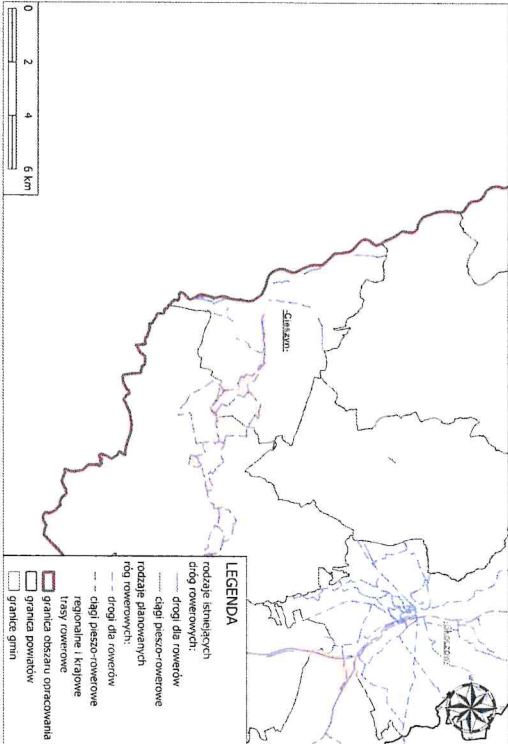 0 2 4 6 km
Cieszyn
LEGENDA
rodzaje istniejących
dróg rowerowych:
drogi dla rowerów
ciągi pieszo-rowerowe
rodzaje planowanych
róg rowerowych:
drogi dla rowerów
ciągi pieszo-rowerowe
regionalne i krajowe
trasy rowerowe
granica obszaru opracowania
granica powiatów
granice gmin